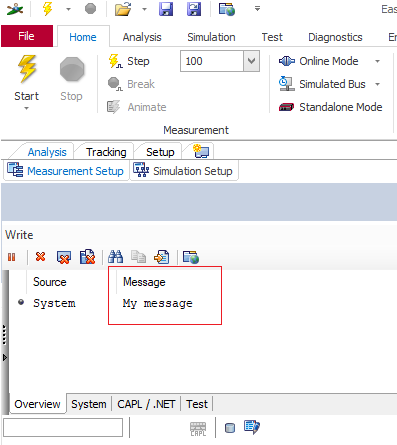 Eas
File Home Analysis Simulation Test Diagnostics En
Start Stop Step 100 Online Mode
Break Simulated Bus
Animate Standalone Mode
Measurement
Analysis Tracking Setup
Measurement Setup Simulation Setup
Write
Source Message
System My message
Overview System CAPL / .NET Test
CAPL